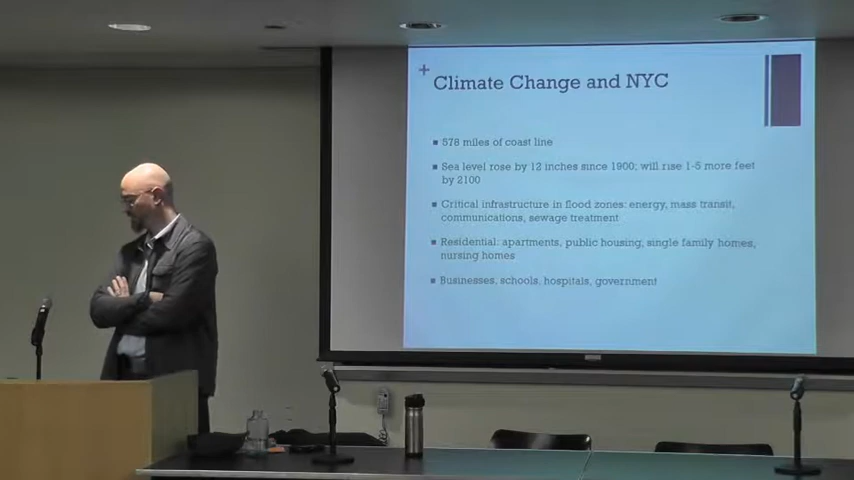 +
Climate Change and NYC
578 miles of coast line
Sea level rose by 12 inches since 1900; will rise 1-5 more feet
by 2100
Critical infrastructure in flood zones: energy, mass transit,
communications, sewage treatment
Residential: apartments, public housing, single family homes,
nursing homes
Businesses, schools, hospitals, government